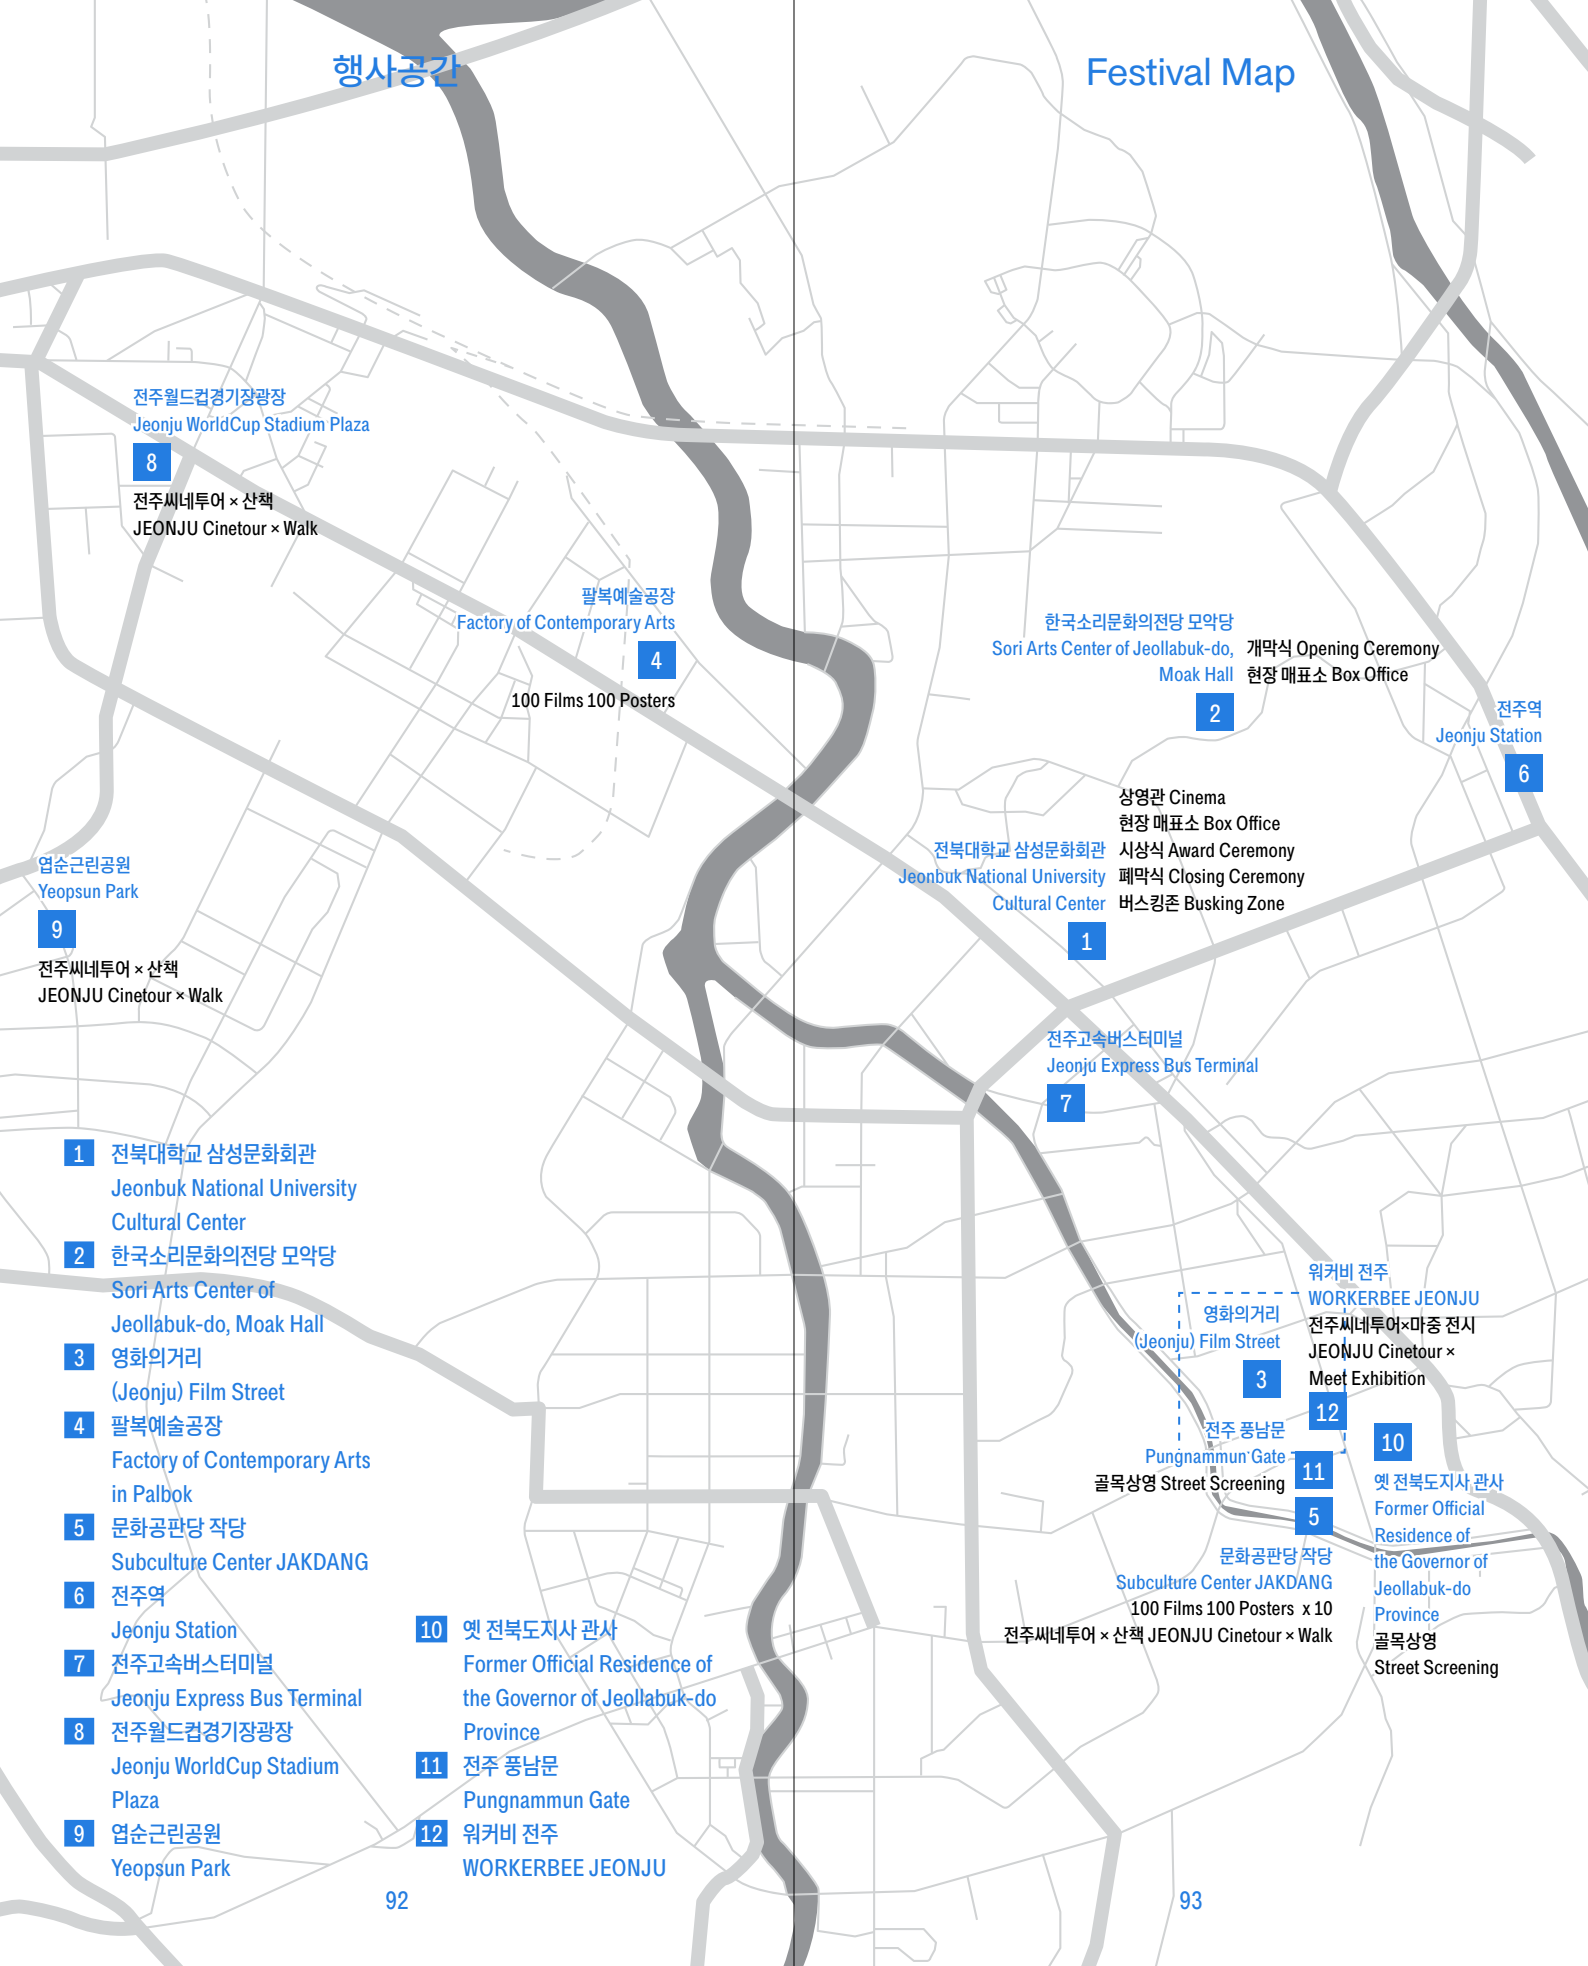 행사공간
Festival Map
전주월드컵경기장광장
Jeonju WorldCup Stadium Plaza
8
전주씨네투어 × 산책
JEONJU Cinetour × Walk
팔복예술공장
Factory of Contemporary Arts
4
100 Films 100 Posters
한국소리문화의전당 모악당
Sori Arts Center of Jeollabuk-do,
Moak Hall
개막식 Opening Ceremony
현장 매표소 Box Office
2
전주역
Jeonju Station
6
상영관 Cinema
현장 매표소 Box Office
시상식 Award Ceremony
폐막식 Closing Ceremony
버스킹존 Busking Zone
전북대학교 삼성문화회관
Jeonbuk National University
Cultural Center
1
엽순근린공원
Yeopsun Park
9
전주씨네투어 × 산책
JEONJU Cinetour × Walk
전주고속버스터미널
Jeonju Express Bus Terminal
7
워커비 전주
WORKERBEE JEONJU
전주씨네투어×마중 전시
JEONJU Cinetour ×
Meet Exhibition
12
영화의거리
(Jeonju) Film Street
3
전주 풍남문
Pungnammun Gate
골목상영 Street Screening
11
10
옛 전북도지사 관사
Former Official
Residence of
the Governor of
Jeollabuk-do
Province
골목상영
Street Screening
5
문화공판당 작당
Subculture Center JAKDANG
100 Films 100 Posters x 10
전주씨네투어 × 산책 JEONJU Cinetour × Walk
1 전북대학교 삼성문화회관
Jeonbuk National University
Cultural Center
2 한국소리문화의전당 모악당
Sori Arts Center of
Jeollabuk-do, Moak Hall
3 영화의거리
(Jeonju) Film Street
4 팔복예술공장
Factory of Contemporary Arts
in Palbok
5 문화공판당 작당
Subculture Center JAKDANG
6 전주역
Jeonju Station
7 전주고속버스터미널
Jeonju Express Bus Terminal
8 전주월드컵경기장광장
Jeonju WorldCup Stadium
Plaza
9 엽순근린공원
Yeopsun Park
10 옛 전북도지사 관사
Former Official Residence of
the Governor of Jeollabuk-do
Province
11 전주 풍남문
Pungnammun Gate
12 워커비 전주
WORKERBEE JEONJU
92
93